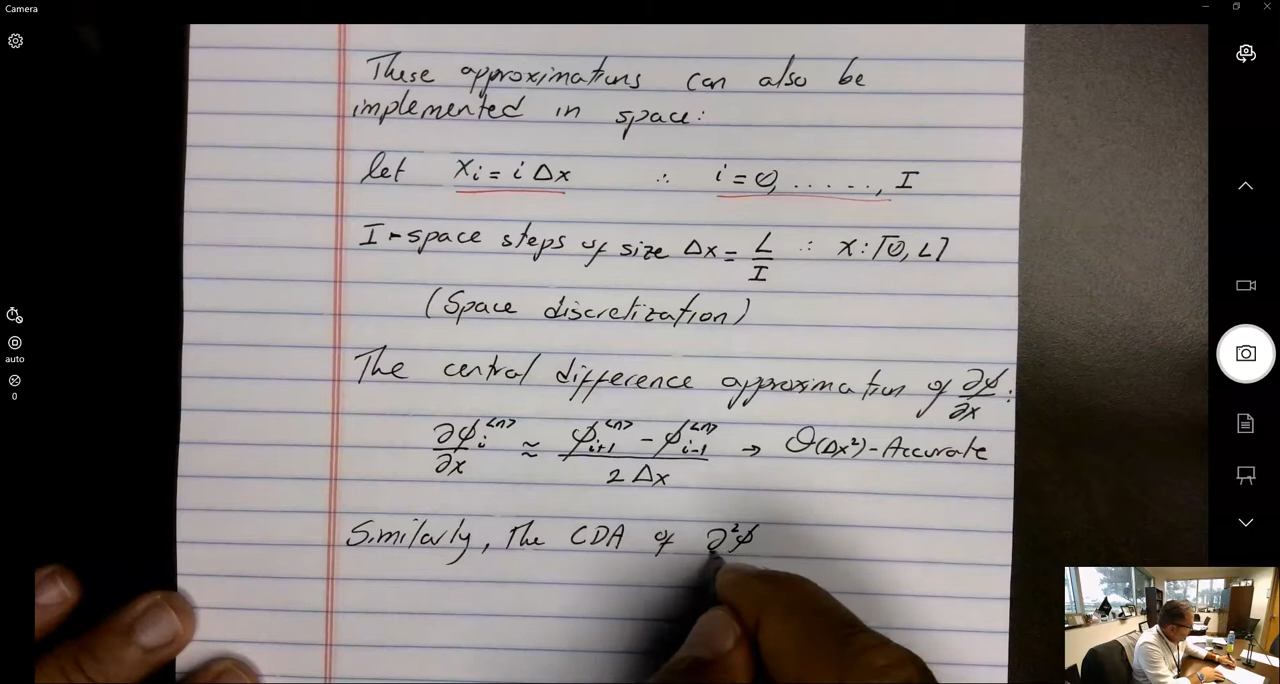 Camera
These approximations can also be
implemented in space:
let xi = i Δx ∴ i = 0, ....., I
I - space steps of size Δx = L/I ∴ x : [0, L]
(Space discretization)
The central difference approximation of ∂φ/∂x :
∂φi<n>/∂x ≈ (φi+1<n> - φi-1<n>)/2Δx → O(Δx²) - Accurate
Similarly, the CDA of ∂²φ
auto
0